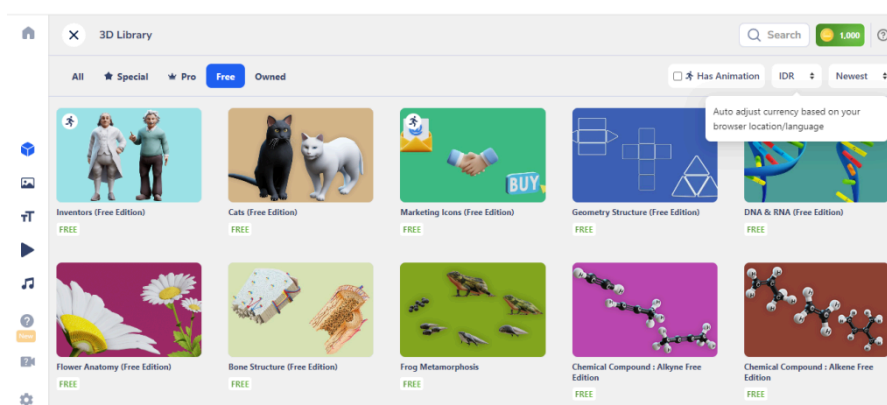 3D Library
Search
1,000
All
Special
Pro
Free
Owned
Has Animation
IDR
Newest
Auto adjust currency based on your
browser location/language
BUY
Inventors (Free Edition)
FREE
Cats (Free Edition)
FREE
Marketing Icons (Free Edition)
FREE
Geometry Structure (Free Edition)
FREE
DNA & RNA (Free Edition)
FREE
Flower Anatomy (Free Edition)
FREE
Bone Structure (Free Edition)
FREE
Frog Metamorphosis
FREE
Chemical Compound : Alkyne Free
Edition
FREE
Chemical Compound : Alkene Free
Edition
FREE